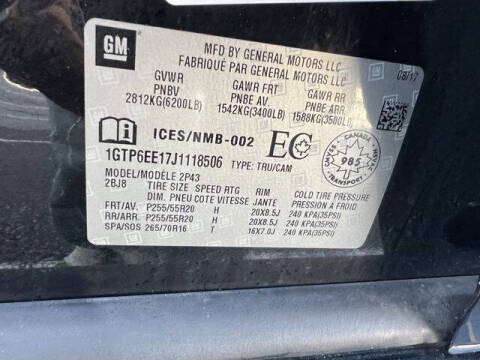 GM
MFD BY GENERAL MOTORS LLC
FABRIQUÉ PAR GENERAL MOTORS LLC
08/17
GVWR GAWR FRT GAWR RR
PNBV PNBE AV. PNBE ARR.
2812KG(6200LB) 1542KG(3400LB) 1588KG(3500LB)
ICES/NMB-002 EC
1GTP6EE17J1118506 TYPE: TRU/CAM
985
TRANSPORT
MODEL/MODÈLE 2P43
2BJ8 TIRE SIZE SPEED RTG RIM COLD TIRE PRESSURE
DIM. PNEU COTE VITESSE JANTE
FRT/AV. P255/55R20 H 20X8.5J 240 KPA(35PSI)
RR/ARR. P255/55R20 H 20X8.5J 240 KPA(35PSI)
SPA/SOS 265/70R16 T 16X7.0J 240 KPA(35PSI)